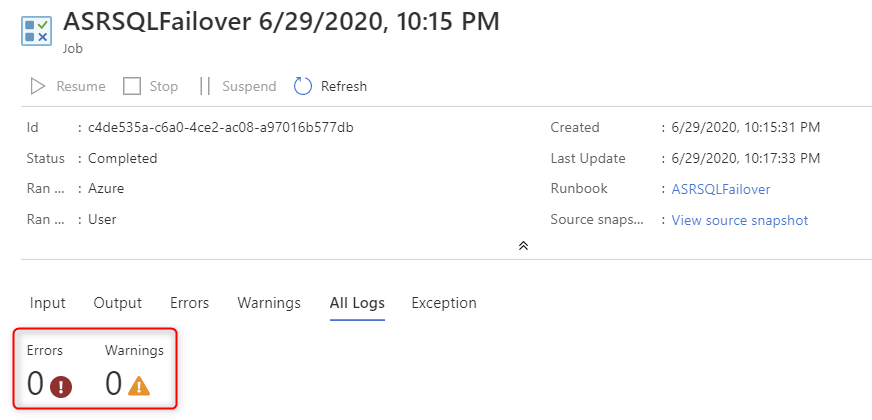 ASRSQLFailover 6/29/2020, 10:15 PM
Job
Resume Stop Suspend Refresh
Id : c4de535a-c6a0-4ce2-ac08-a97016b577db Created : 6/29/2020, 10:15:31 PM
Status : Completed Last Update : 6/29/2020, 10:17:33 PM
Ran ... : Azure Runbook : ASRSQLFailover
Ran ... : User Source snaps... : View source snapshot
Input Output Errors Warnings All Logs Exception
Errors Warnings
0 0